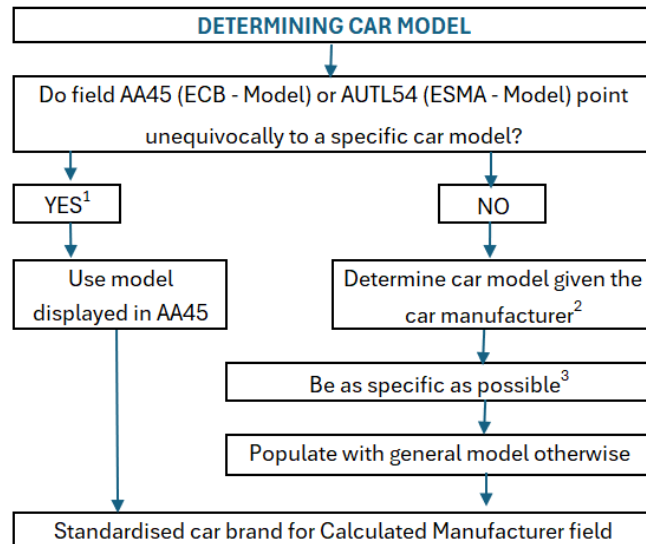 DETERMINING CAR MODEL
Do field AA45 (ECB - Model) or AUTL54 (ESMA - Model) point
unequivocally to a specific car model?
YES¹
NO
Use model
displayed in AA45
Determine car model given the
car manufacturer²
Be as specific as possible³
Populate with general model otherwise
Standardised car brand for Calculated Manufacturer field